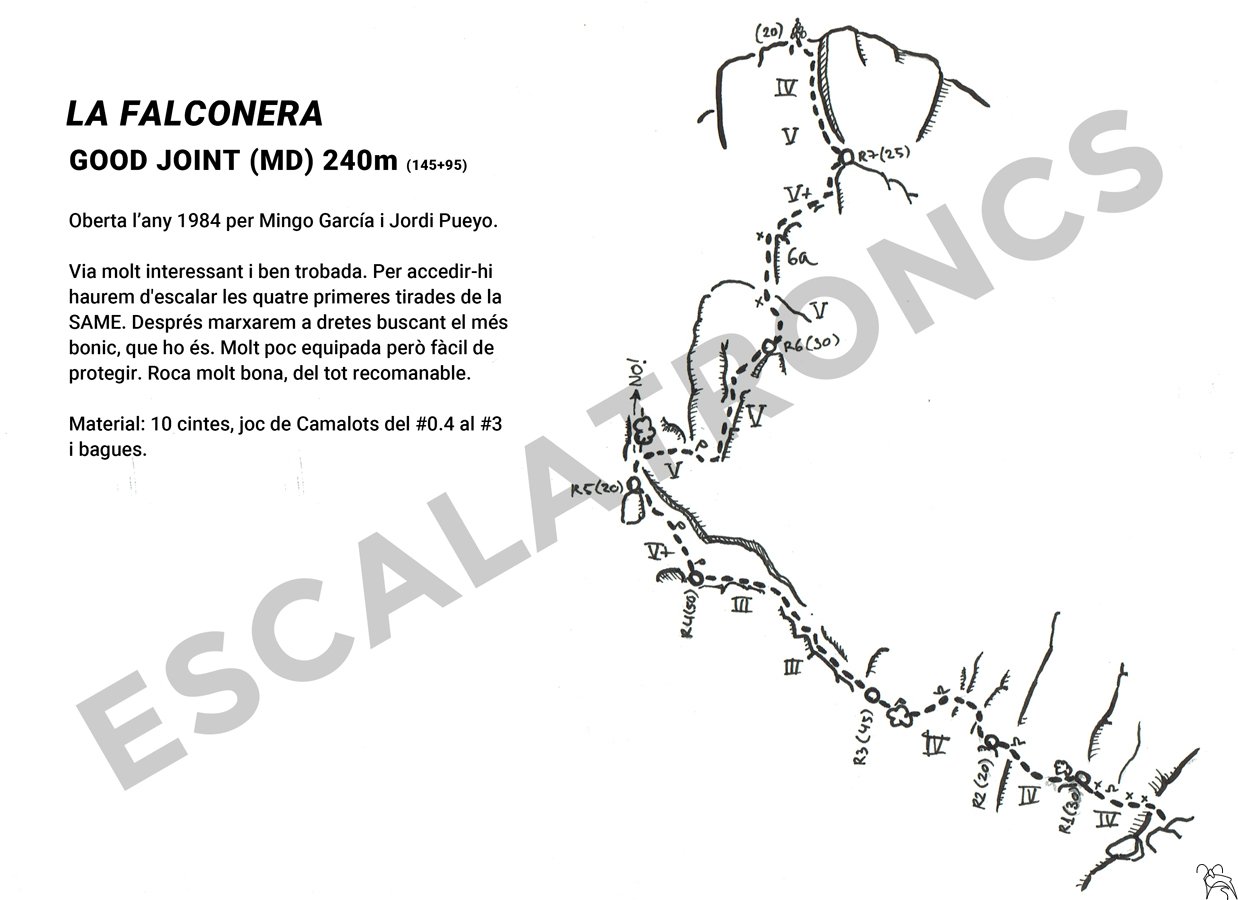 LA FALCONERA
GOOD JOINT (MD) 240m (145+95)
Oberta l'any 1984 per Mingo García i Jordi Pueyo.
Via molt interessant i ben trobada. Per accedir-hi
haurem d'escalar les quatre primeres tirades de la
SAME. Després marxarem a dretes buscant el més
bonic, que ho és. Molt poc equipada però fàcil de
protegir. Roca molt bona, del tot recomanable.
Material: 10 cintes, joc de Camalots del #0.4 al #3
i bagues.
ESCALATRONCS
(20)
IV
V
R7(25)
V+
6a
V
R6(30)
NO!
V
V
R5(20)
V+
R4(50)
III
III
R3(45)
IV
R2(20)
IV
R1(30)
IV